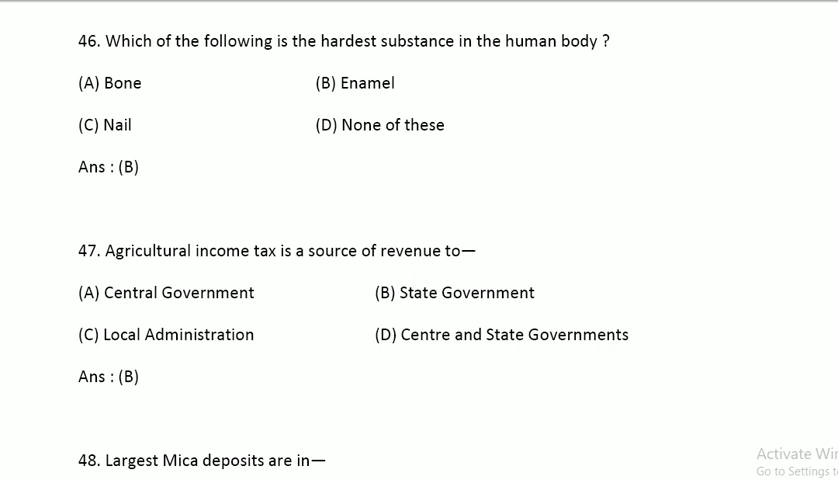 46. Which of the following is the hardest substance in the human body ?
(A) Bone (B) Enamel
(C) Nail (D) None of these
Ans : (B)
47. Agricultural income tax is a source of revenue to—
(A) Central Government (B) State Government
(C) Local Administration (D) Centre and State Governments
Ans : (B)
48. Largest Mica deposits are in—
Activate
Go to Settings